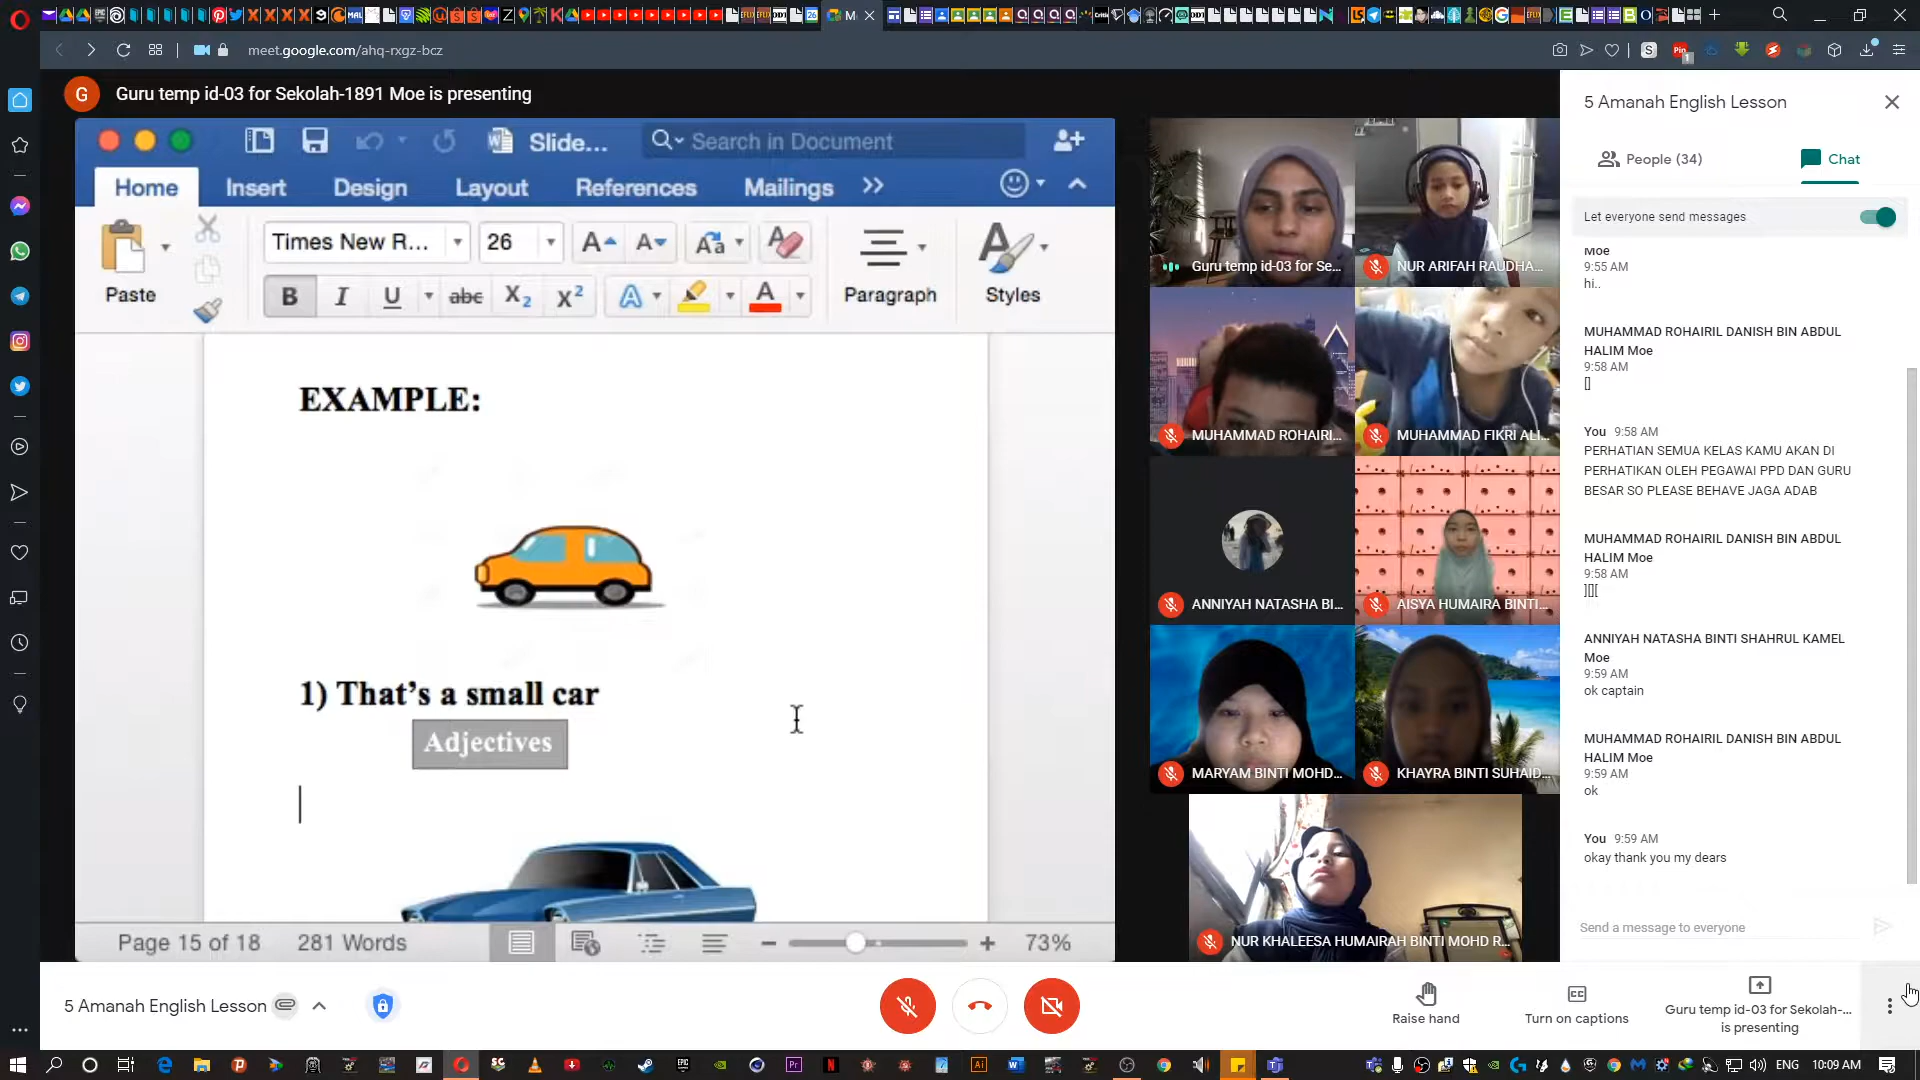 meet.google.com/ahq-rxgz-bcz
G
Guru temp id-03 for Sekolah-1891 Moe is presenting
Slide...
Search in Document
Home
Insert
Design
Layout
References
Mailings
Paste
Times New R...
26
Paragraph
Styles
EXAMPLE:
1) That's a small car
Adjectives
Page 15 of 18
281 Words
73%
Guru temp id-03 for Se...
NUR ARIFAH RAUDHA...
MUHAMMAD ROHAIRI...
MUHAMMAD FIKRI ALI...
ANNIYAH NATASHA BI...
AISYA HUMAIRA BINTI...
MARYAM BINTI MOHD...
KHAYRA BINTI SUHAID...
NUR KHALEESA HUMAIRAH BINTI MOHD R...
5 Amanah English Lesson
People (34)
Chat
Let everyone send messages
Moe
9:55 AM
hi..
MUHAMMAD ROHAIRIL DANISH BIN ABDUL
HALIM Moe
9:58 AM
[]
You 9:58 AM
PERHATIAN SEMUA KELAS KAMU AKAN DI
PERHATIKAN OLEH PEGAWAI PPD DAN GURU
BESAR SO PLEASE BEHAVE JAGA ADAB
MUHAMMAD ROHAIRIL DANISH BIN ABDUL
HALIM Moe
9:58 AM
][][
ANNIYAH NATASHA BINTI SHAHRUL KAMEL
Moe
9:59 AM
ok captain
MUHAMMAD ROHAIRIL DANISH BIN ABDUL
HALIM Moe
9:59 AM
ok
You 9:59 AM
okay thank you my dears
Send a message to everyone
5 Amanah English Lesson
Raise hand
Turn on captions
Guru temp id-03 for Sekolah-...
is presenting
ENG
10:09 AM